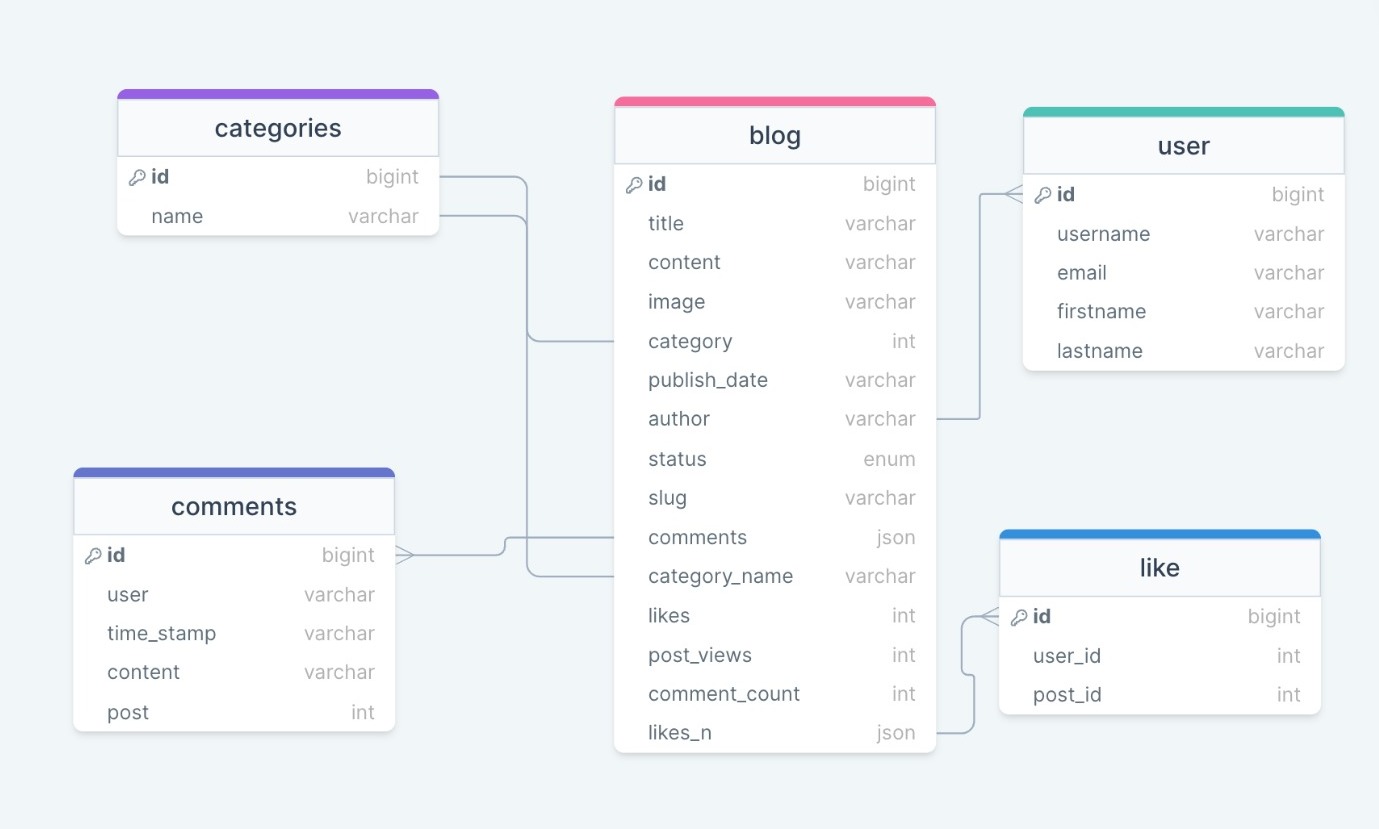 categories
id bigint
name varchar
blog
id bigint
title varchar
content varchar
image varchar
category int
publish_date varchar
author varchar
status enum
slug varchar
comments json
category_name varchar
likes int
post_views int
comment_count int
likes_n json
user
id bigint
username varchar
email varchar
firstname varchar
lastname varchar
comments
id bigint
user varchar
time_stamp varchar
content varchar
post int
like
id bigint
user_id int
post_id int